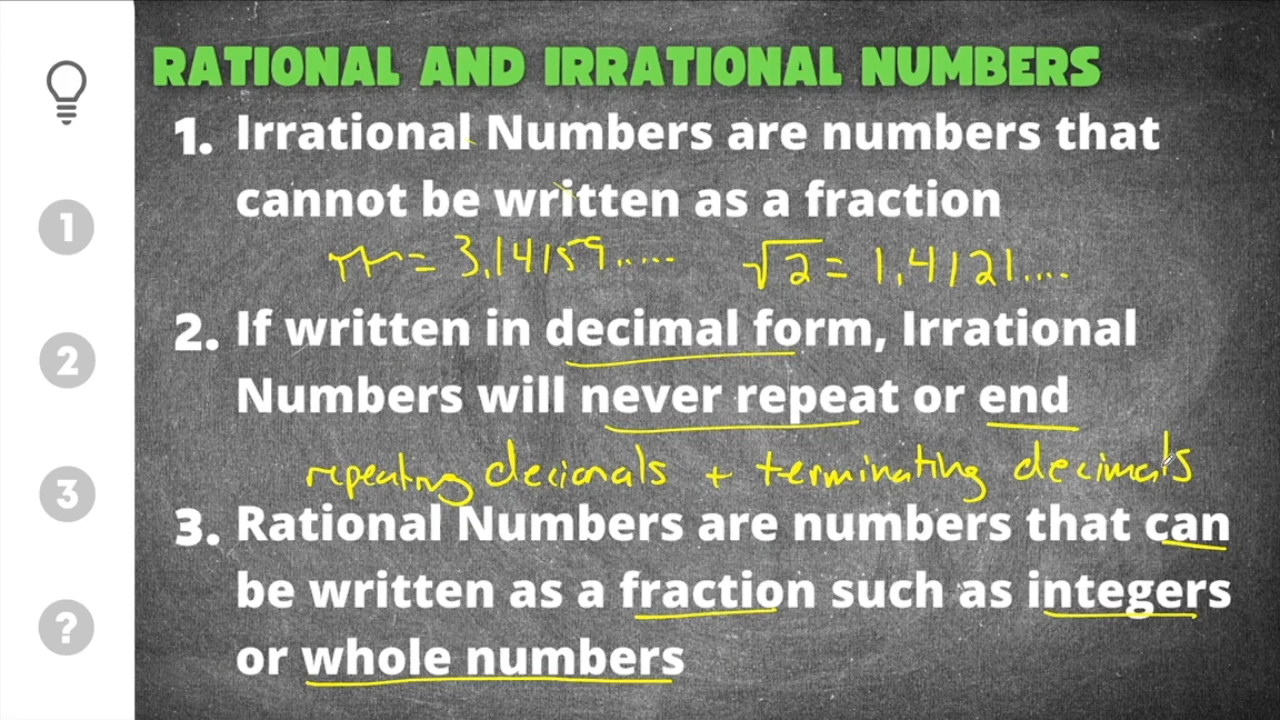 RATIONAL AND IRRATIONAL NUMBERS
1. Irrational Numbers are numbers that
cannot be written as a fraction
π = 3.14159..... √2 = 1.4121....
2. If written in decimal form, Irrational
Numbers will never repeat or end
repeating decimals + terminating decimals
3. Rational Numbers are numbers that can
be written as a fraction such as integers
or whole numbers
1
2
3
?